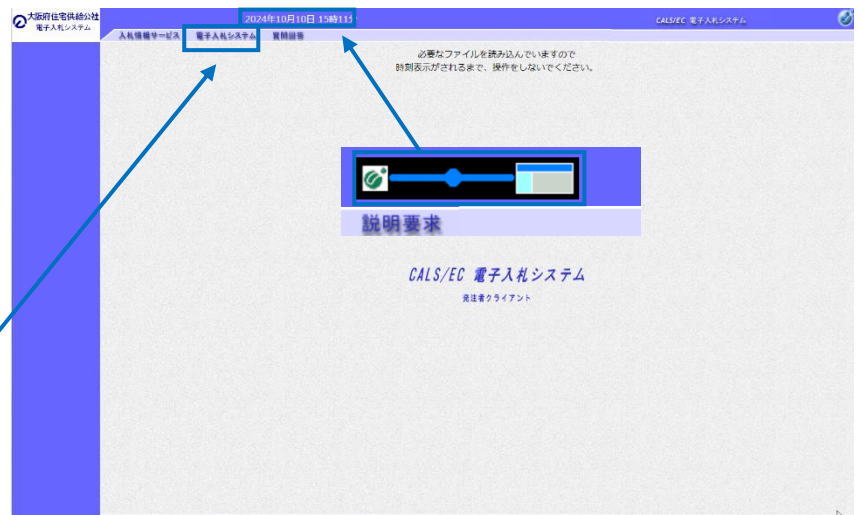 大阪府住宅供給公社
電子入札システム
2024年10月10日 15時11分
CALS/EC 電子入札システム
入札情報サービス 電子入札システム 質問回答
必要なファイルを読み込んでいますので
時刻表示がされるまで、操作をしないでください。
説明要求
CALS/EC 電子入札システム
発注者クライアント